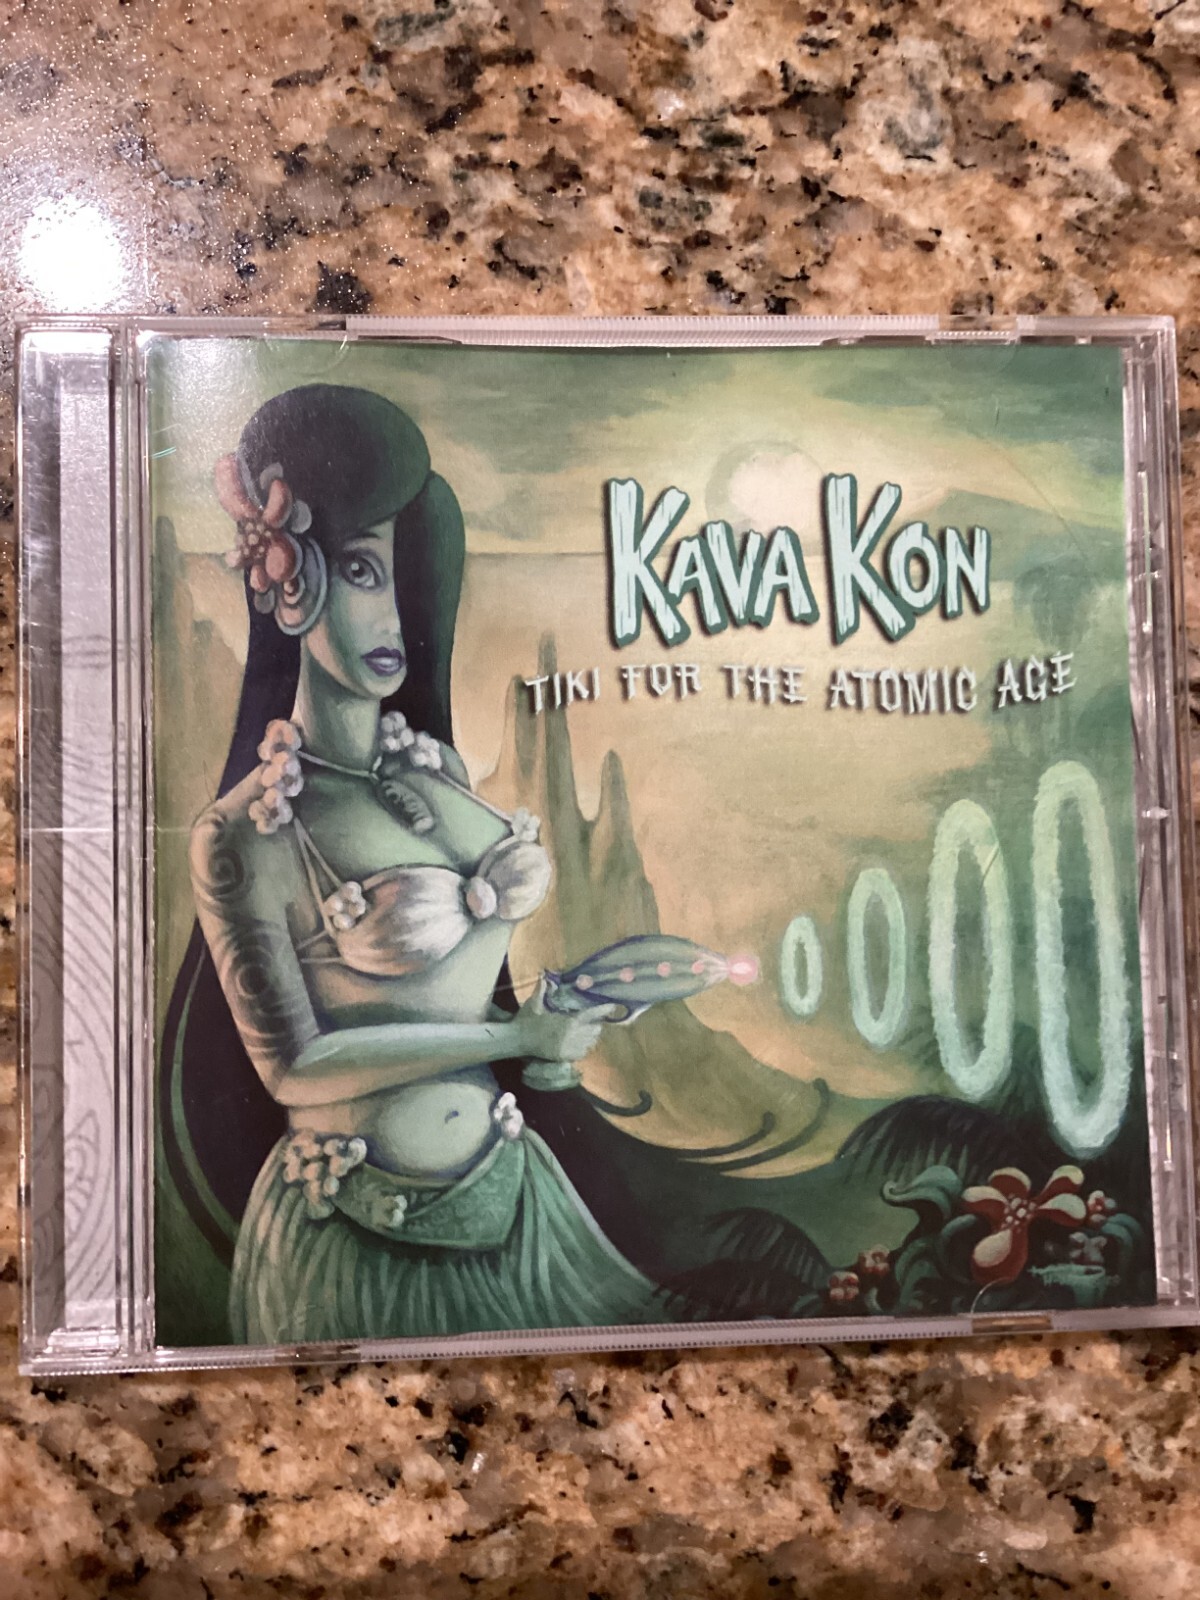 KAVA KON
TIKI FOR THE ATOMIC AGE